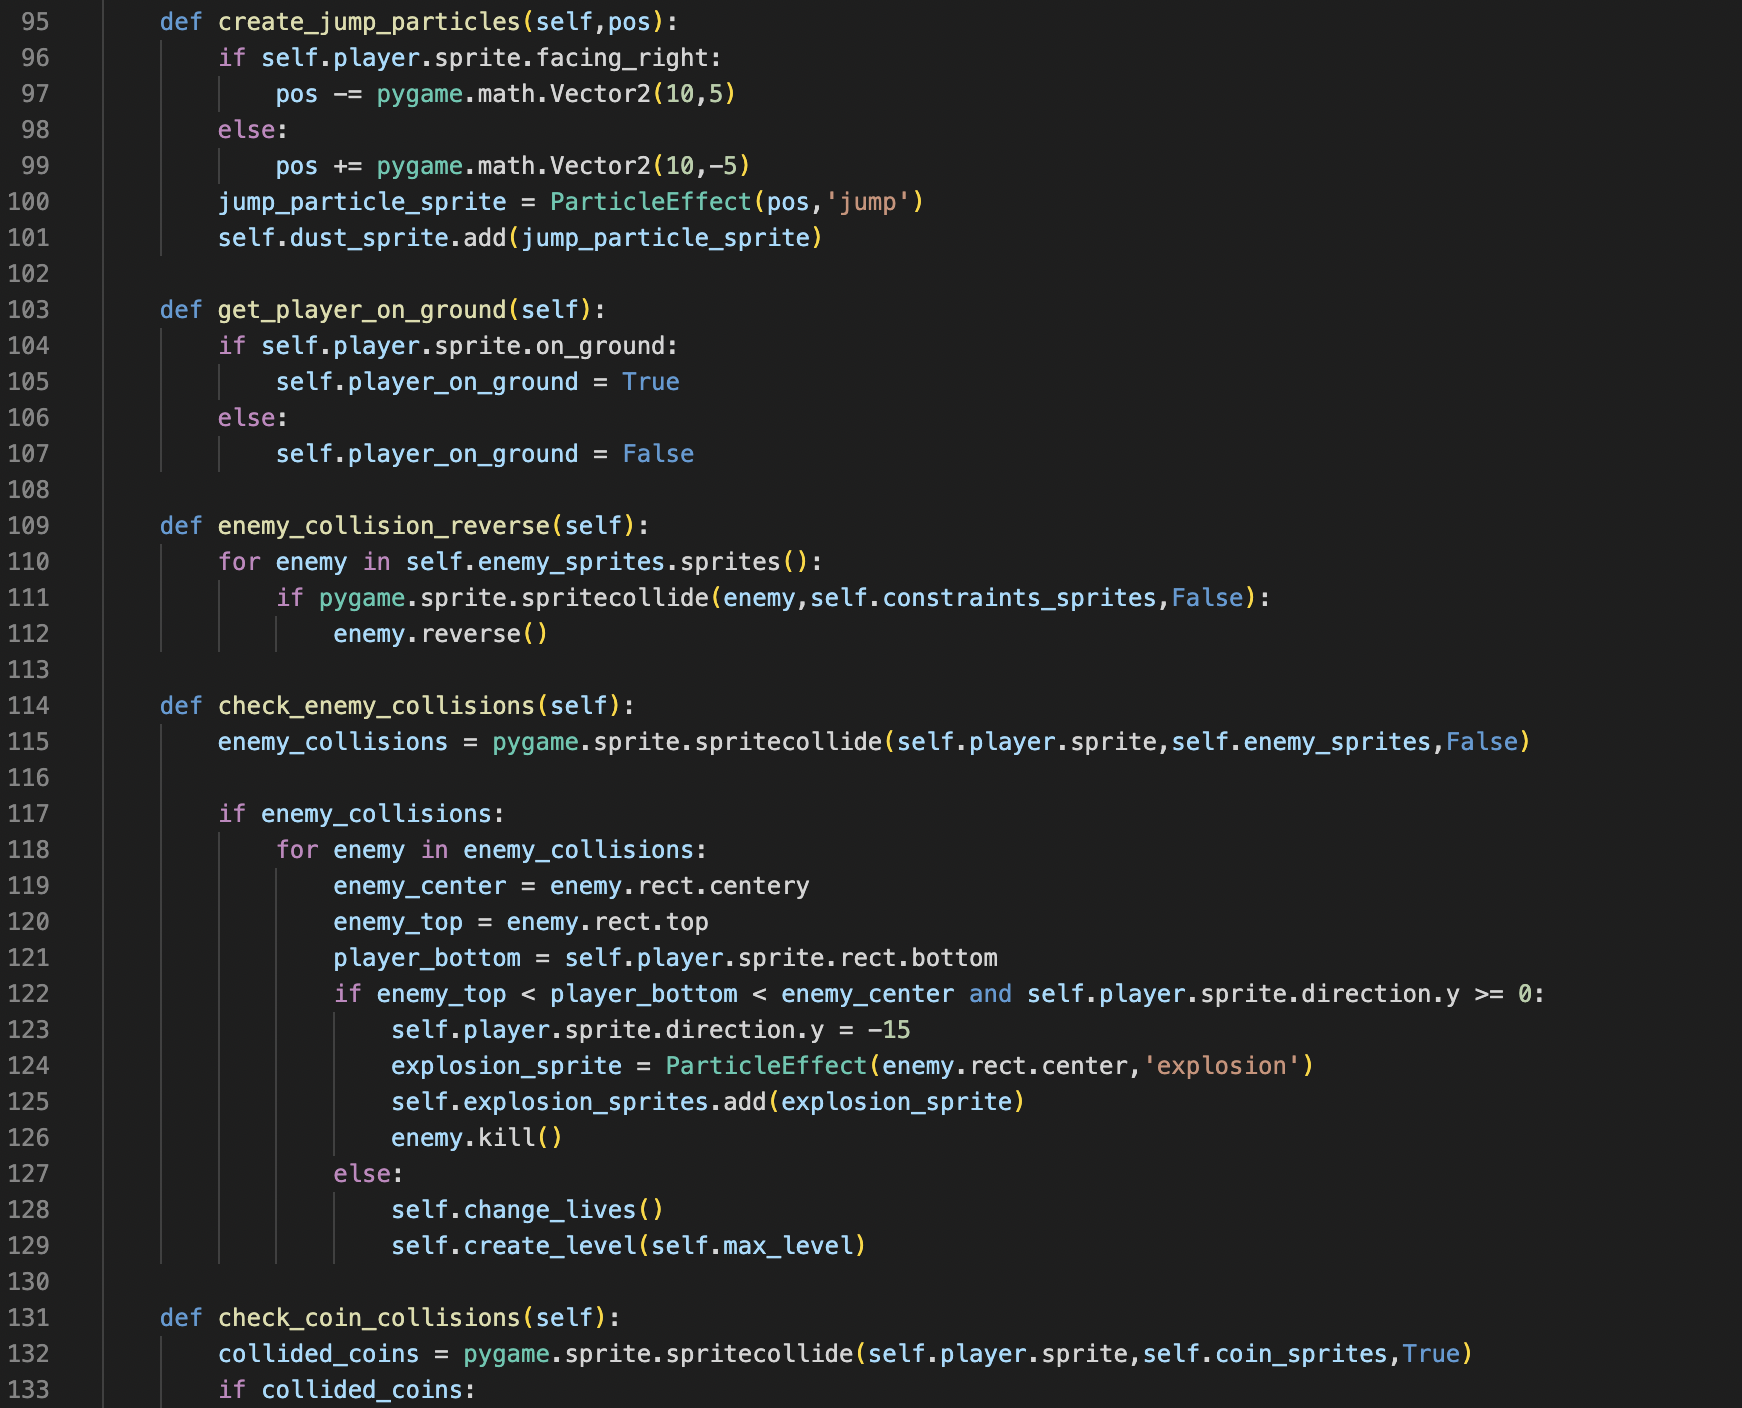 95 def create_jump_particles(self,pos):
96 if self.player.sprite.facing_right:
97 pos -= pygame.math.Vector2(10,5)
98 else:
99 pos += pygame.math.Vector2(10,-5)
100 jump_particle_sprite = ParticleEffect(pos,'jump')
101 self.dust_sprite.add(jump_particle_sprite)
102
103 def get_player_on_ground(self):
104 if self.player.sprite.on_ground:
105 self.player_on_ground = True
106 else:
107 self.player_on_ground = False
108
109 def enemy_collision_reverse(self):
110 for enemy in self.enemy_sprites.sprites():
111 if pygame.sprite.spritecollide(enemy,self.constraints_sprites,False):
112 enemy.reverse()
113
114 def check_enemy_collisions(self):
115 enemy_collisions = pygame.sprite.spritecollide(self.player.sprite,self.enemy_sprites,False)
116
117 if enemy_collisions:
118 for enemy in enemy_collisions:
119 enemy_center = enemy.rect.centery
120 enemy_top = enemy.rect.top
121 player_bottom = self.player.sprite.rect.bottom
122 if enemy_top < player_bottom < enemy_center and self.player.sprite.direction.y >= 0:
123 self.player.sprite.direction.y = -15
124 explosion_sprite = ParticleEffect(enemy.rect.center,'explosion')
125 self.explosion_sprites.add(explosion_sprite)
126 enemy.kill()
127 else:
128 self.change_lives()
129 self.create_level(self.max_level)
130
131 def check_coin_collisions(self):
132 collided_coins = pygame.sprite.spritecollide(self.player.sprite,self.coin_sprites,True)
133 if collided_coins: